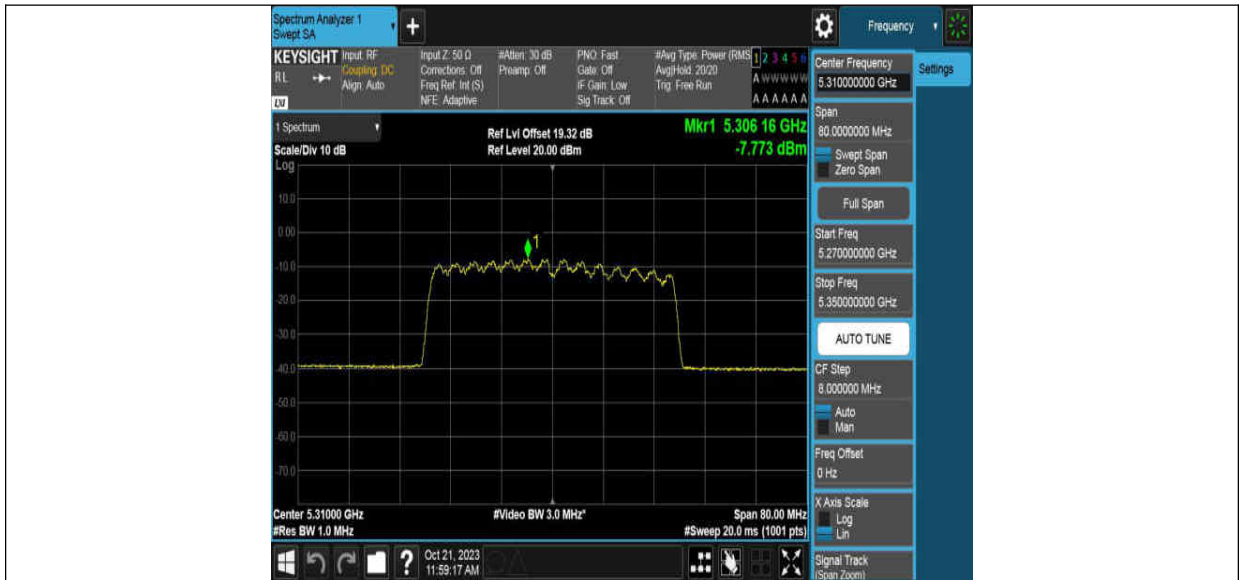 Spectrum Analyzer 1
Swept SA
+
Frequency
KEYSIGHT
RL
LXI
Input: RF
Coupling: DC
Align: Auto
Input Z: 50 Ω
Corrections: Off
Freq Ref: Int (S)
NFE: Adaptive
#Atten: 30 dB
Preamp: Off
PNO: Fast
Gate: Off
IF Gain: Low
Sig Track: Off
#Avg Type: Power (RMS
Avg|Hold: 20/20
Trig: Free Run
1 2 3 4 5 6
A W W W W W
A A A A A A
1 Spectrum
Scale/Div 10 dB
Log
Ref Lvl Offset 19.32 dB
Ref Level 20.00 dBm
Mkr1 5.306 16 GHz
-7.773 dBm
10.0
0.00
-10.0
-20.0
-30.0
-40.0
-50.0
-60.0
-70.0
1
Center 5.31000 GHz
#Res BW 1.0 MHz
#Video BW 3.0 MHz*
Span 80.00 MHz
#Sweep 20.0 ms (1001 pts)
?
Oct 21, 2023
11:59:17 AM
Center Frequency
5.310000000 GHz
Settings
Span
80.0000000 MHz
Swept Span
Zero Span
Full Span
Start Freq
5.270000000 GHz
Stop Freq
5.350000000 GHz
AUTO TUNE
CF Step
8.000000 MHz
Auto
Man
Freq Offset
0 Hz
X Axis Scale
Log
Lin
Signal Track
(Span Zoom)